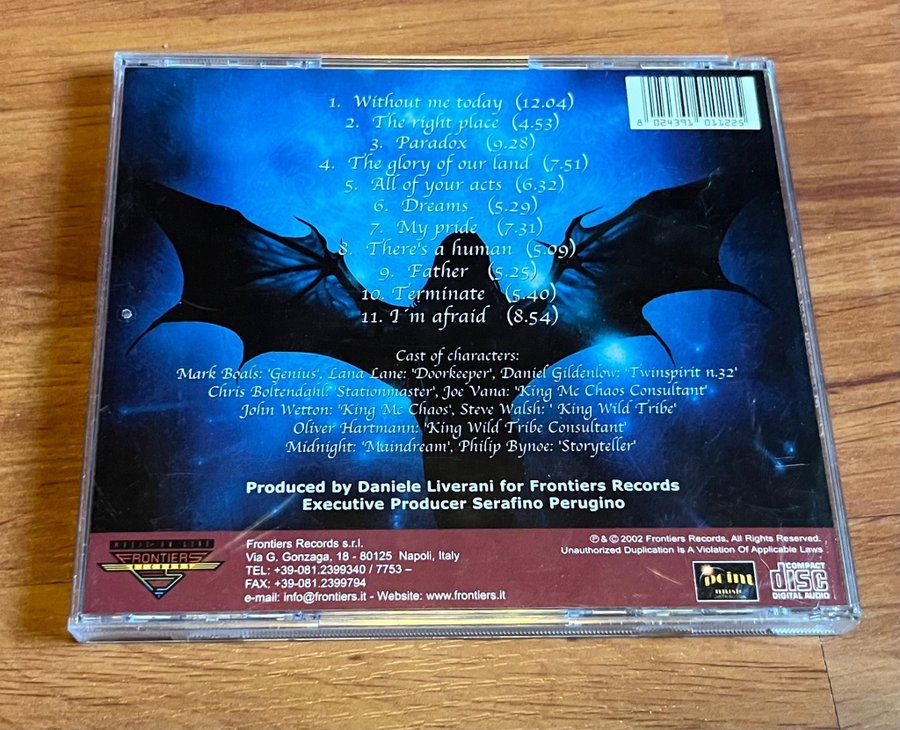 1. Without me today (12.04)
2. The right place (4.53)
3. Paradox (9.28)
4. The glory of our land (7.51)
5. All of your acts (6.32)
6. Dreams (5.29)
7. My pride (7.31)
8. There's a human (5.09)
9. Father (5.25)
10. Terminate (5.40)
11. I´m afraid (8.54)
8 024391 011225
Cast of characters:
Mark Boals: 'Genius', Lana Lane: 'Doorkeeper', Daniel Gildenlow: 'Twinspirit n.32'
Chris Boltendahl: 'Stationmaster', Joe Vana: 'King Mc Chaos Consultant'
John Wetton: 'King Mc Chaos', Steve Walsh: ' King Wild Tribe'
Oliver Hartmann: 'King Wild Tribe Consultant'
Midnight: 'Maindream', Philip Bynoe: 'Storyteller'
Produced by Daniele Liverani for Frontiers Records
Executive Producer Serafino Perugino
MUSIC ON LINE
FRONTIERS
RECORDS
Frontiers Records s.r.l.
Via G. Gonzaga, 18 - 80125 Napoli, Italy
TEL: +39-081.2399340 / 7753 –
FAX: +39-081.2399794
e-mail: info@frontiers.it - Website: www.frontiers.it
℗ & © 2002 Frontiers Records. All Rights Reserved.
Unauthorized Duplication Is A Violation Of Applicable Laws
point
music
COMPACT
disc
DIGITAL AUDIO